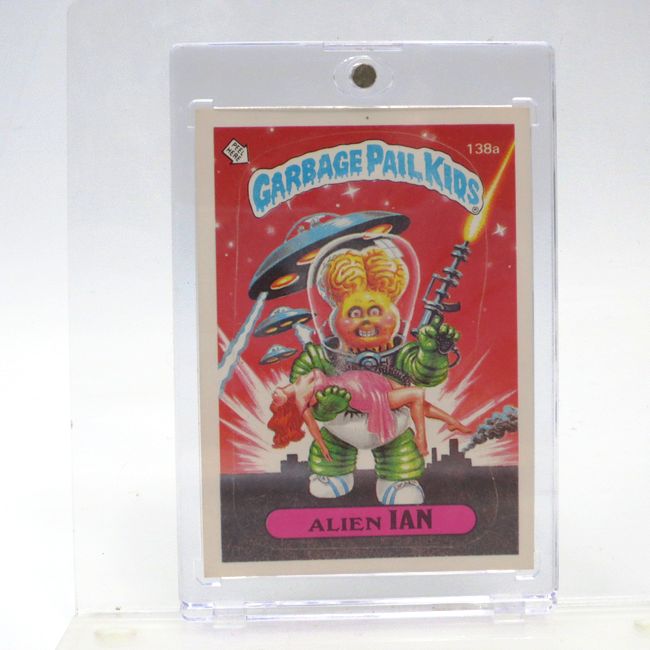 PEEL HERE
138a
GARBAGE PAIL KIDS
©
ALIEN IAN